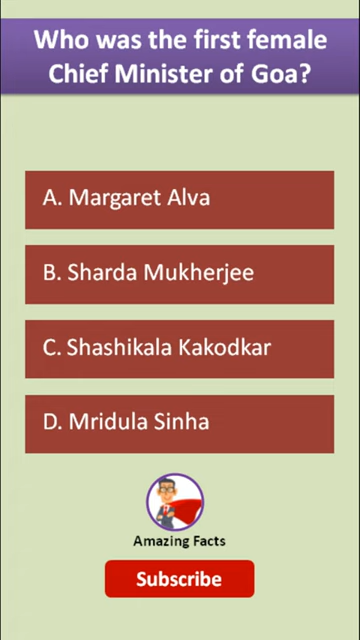 Who was the first female
Chief Minister of Goa?
A. Margaret Alva
B. Sharda Mukherjee
C. Shashikala Kakodkar
D. Mridula Sinha
Amazing Facts
Subscribe